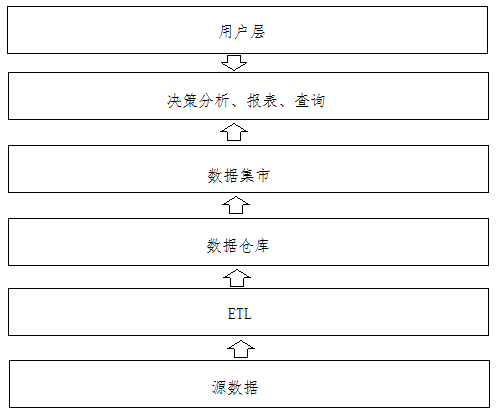 用户层
决策分析、报表、查询
数据集市
数据仓库
ETL
源数据